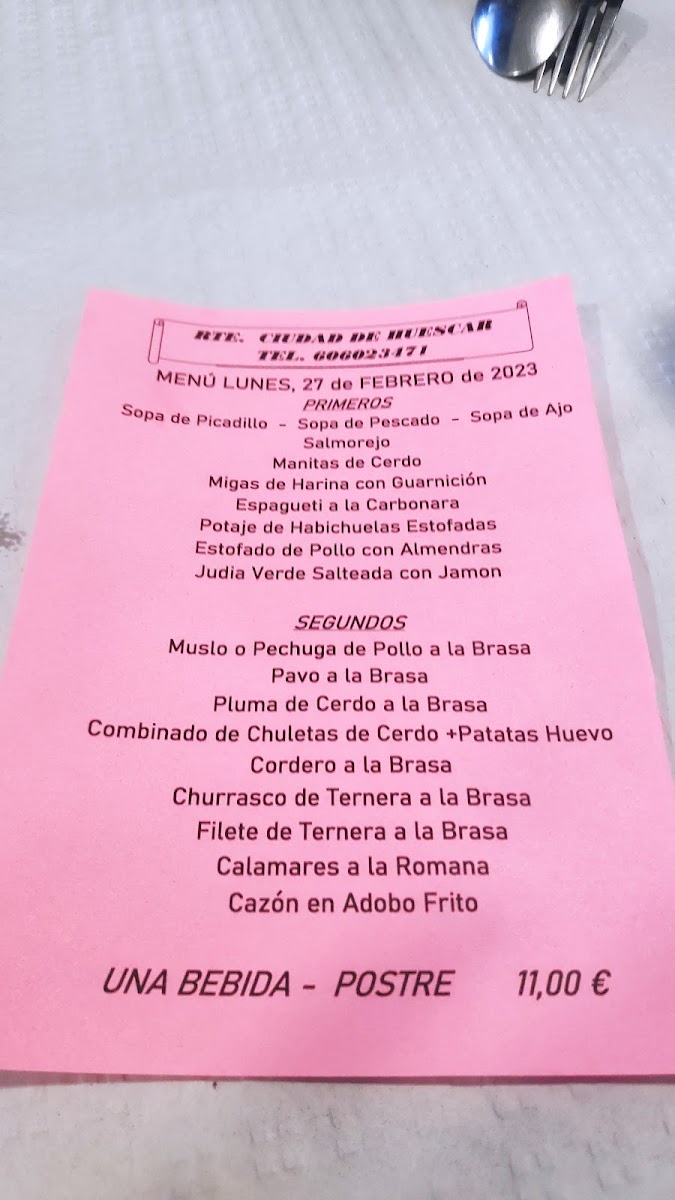 RTE. CIUDAD DE HUESCAR
TEL. 606023471
MENÚ LUNES, 27 de FEBRERO de 2023
PRIMEROS
Sopa de Picadillo - Sopa de Pescado - Sopa de Ajo
Salmorejo
Manitas de Cerdo
Migas de Harina con Guarnición
Espagueti a la Carbonara
Potaje de Habichuelas Estofadas
Estofado de Pollo con Almendras
Judia Verde Salteada con Jamon
SEGUNDOS
Muslo o Pechuga de Pollo a la Brasa
Pavo a la Brasa
Pluma de Cerdo a la Brasa
Combinado de Chuletas de Cerdo +Patatas Huevo
Cordero a la Brasa
Churrasco de Ternera a la Brasa
Filete de Ternera a la Brasa
Calamares a la Romana
Cazón en Adobo Frito
UNA BEBIDA - POSTRE 11,00 €